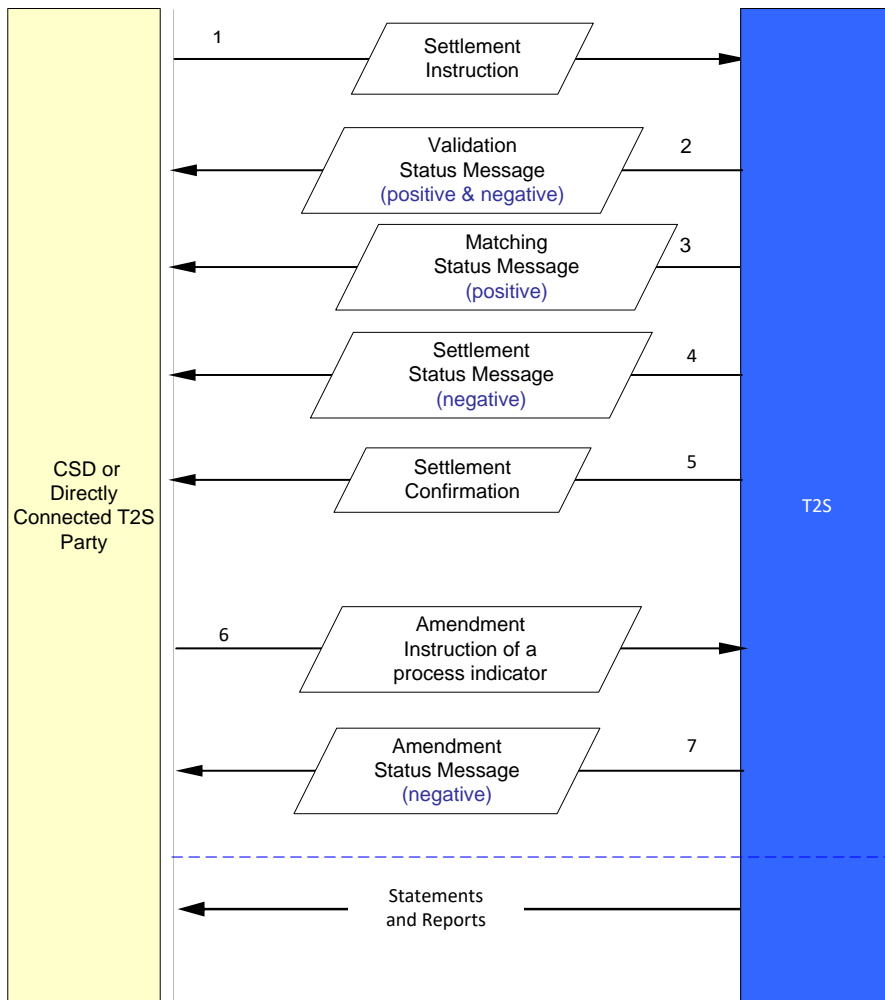 1
Settlement
Instruction
Validation
Status Message
(positive & negative)
2
Matching
Status Message
(positive)
3
Settlement
Status Message
(negative)
4
CSD or
Directly
Connected T2S
Party
Settlement
Confirmation
5
T2S
6
Amendment
Instruction of a
process indicator
Amendment
Status Message
(negative)
7
Statements
and Reports